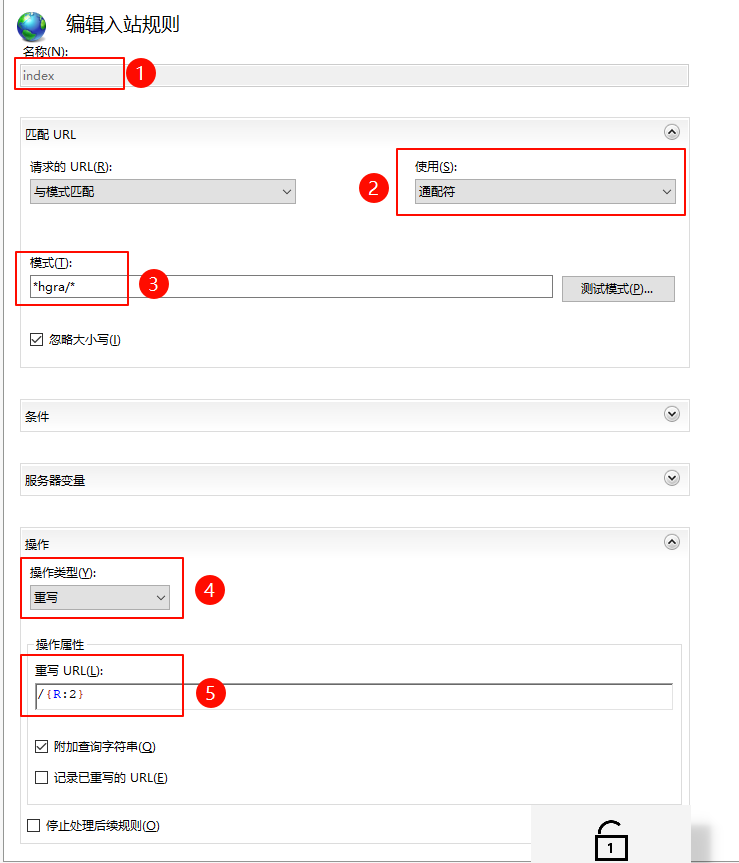 编辑入站规则
名称(N):
index
1
匹配 URL
请求的 URL(R):
使用(S):
与模式匹配
2
通配符
模式(T):
*hgra/*
3
测试模式(P)...
忽略大小写(I)
条件
服务器变量
操作
操作类型(Y):
重写
4
操作属性
重写 URL(L):
/{R:2}
5
附加查询字符串(Q)
记录已重写的 URL(E)
停止处理后续规则(O)
1